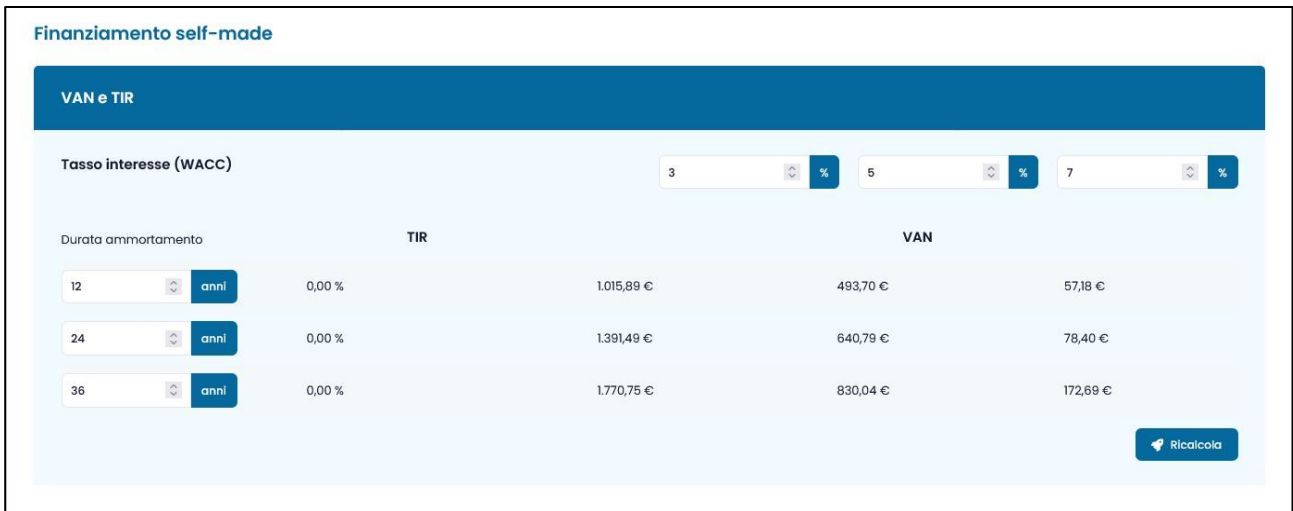 Finanziamento self-made
VAN e TIR
Tasso interesse (WACC) 3 % 5 % 7 %
Durata ammortamento TIR VAN
12 anni 0,00 % 1.015,89 € 493,70 € 57,18 €
24 anni 0,00 % 1.391,49 € 640,79 € 78,40 €
36 anni 0,00 % 1.770,75 € 830,04 € 172,69 €
Ricalcola